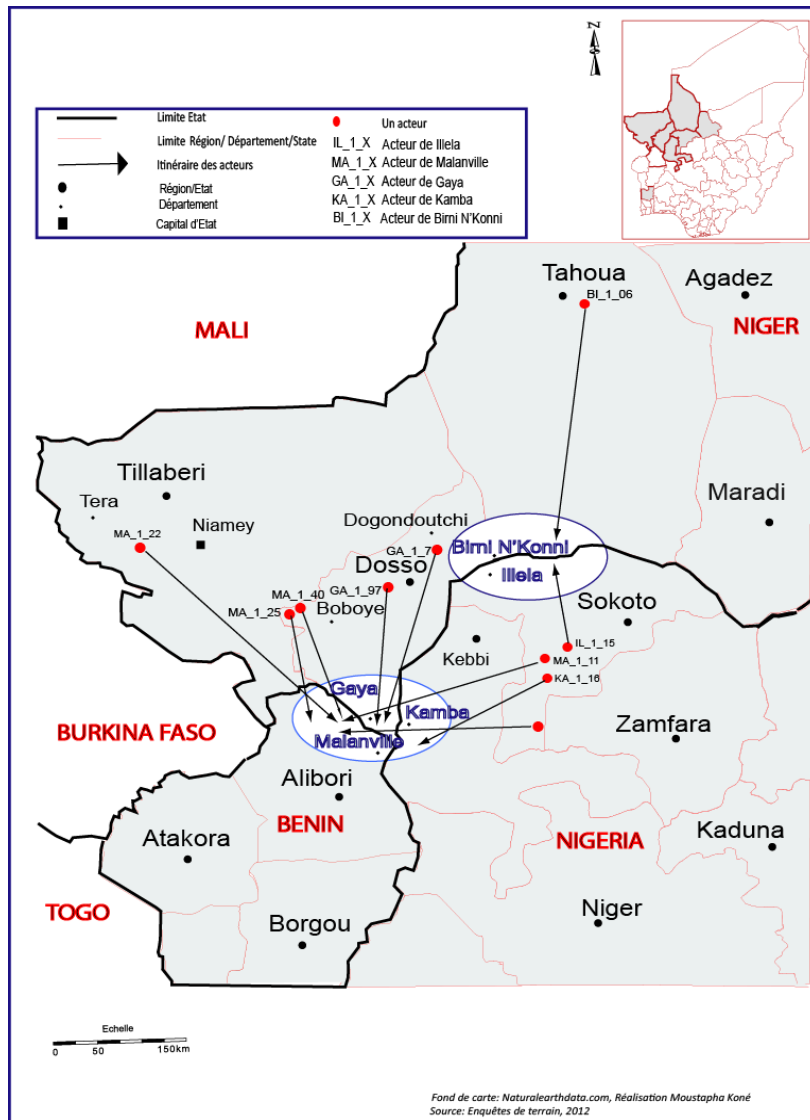 N
Limite Etat
Limite Région/ Département/State
Itinéraire des acteurs
Région/Etat
Département
Capital d'Etat
Un acteur
IL_1_X Acteur de Illela
MA_1_X Acteur de Malanville
GA_1_X Acteur de Gaya
KA_1_X Acteur de Kamba
BI_1_X Acteur de Birni N'Konni
Tahoua
Agadez
BI_1_06
NIGER
MALI
Tillaberi
Tera
Niamey
MA_1_22
Maradi
Dogondoutchi
GA_1_7
Birni N'Konni
Illela
Dosso
GA_1_97
MA_1_40
MA_1_25
Boboye
Sokoto
Kebbi
IL_1_15
MA_1_11
KA_1_16
Gaya
Kamba
Malanville
BURKINA FASO
Zamfara
Alibori
BENIN
Atakora
NIGERIA
Kaduna
TOGO
Borgou
Niger
Echelle
0 50 150km
Fond de carte: Naturalearthdata.com, Réalisation Moustapha Koné
Source: Enquêtes de terrain, 2012